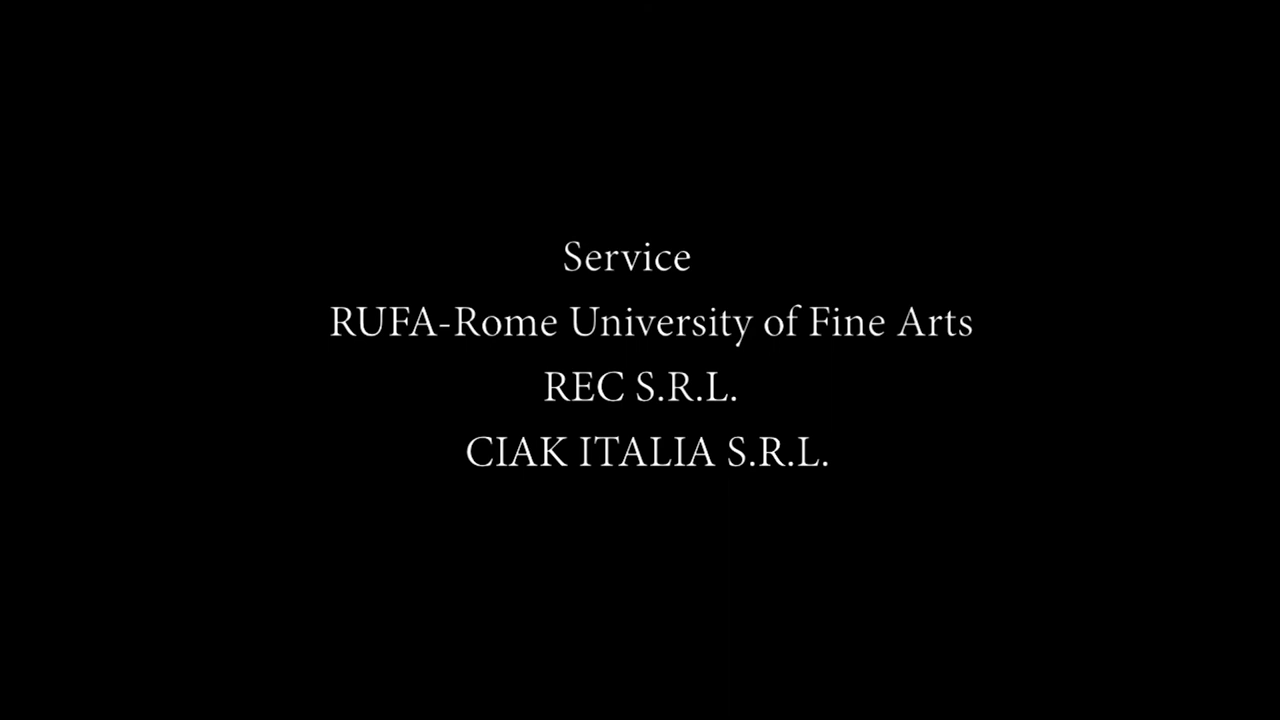 Service
RUFA-Rome University of Fine Arts
REC S.R.L.
CIAK ITALIA S.R.L.